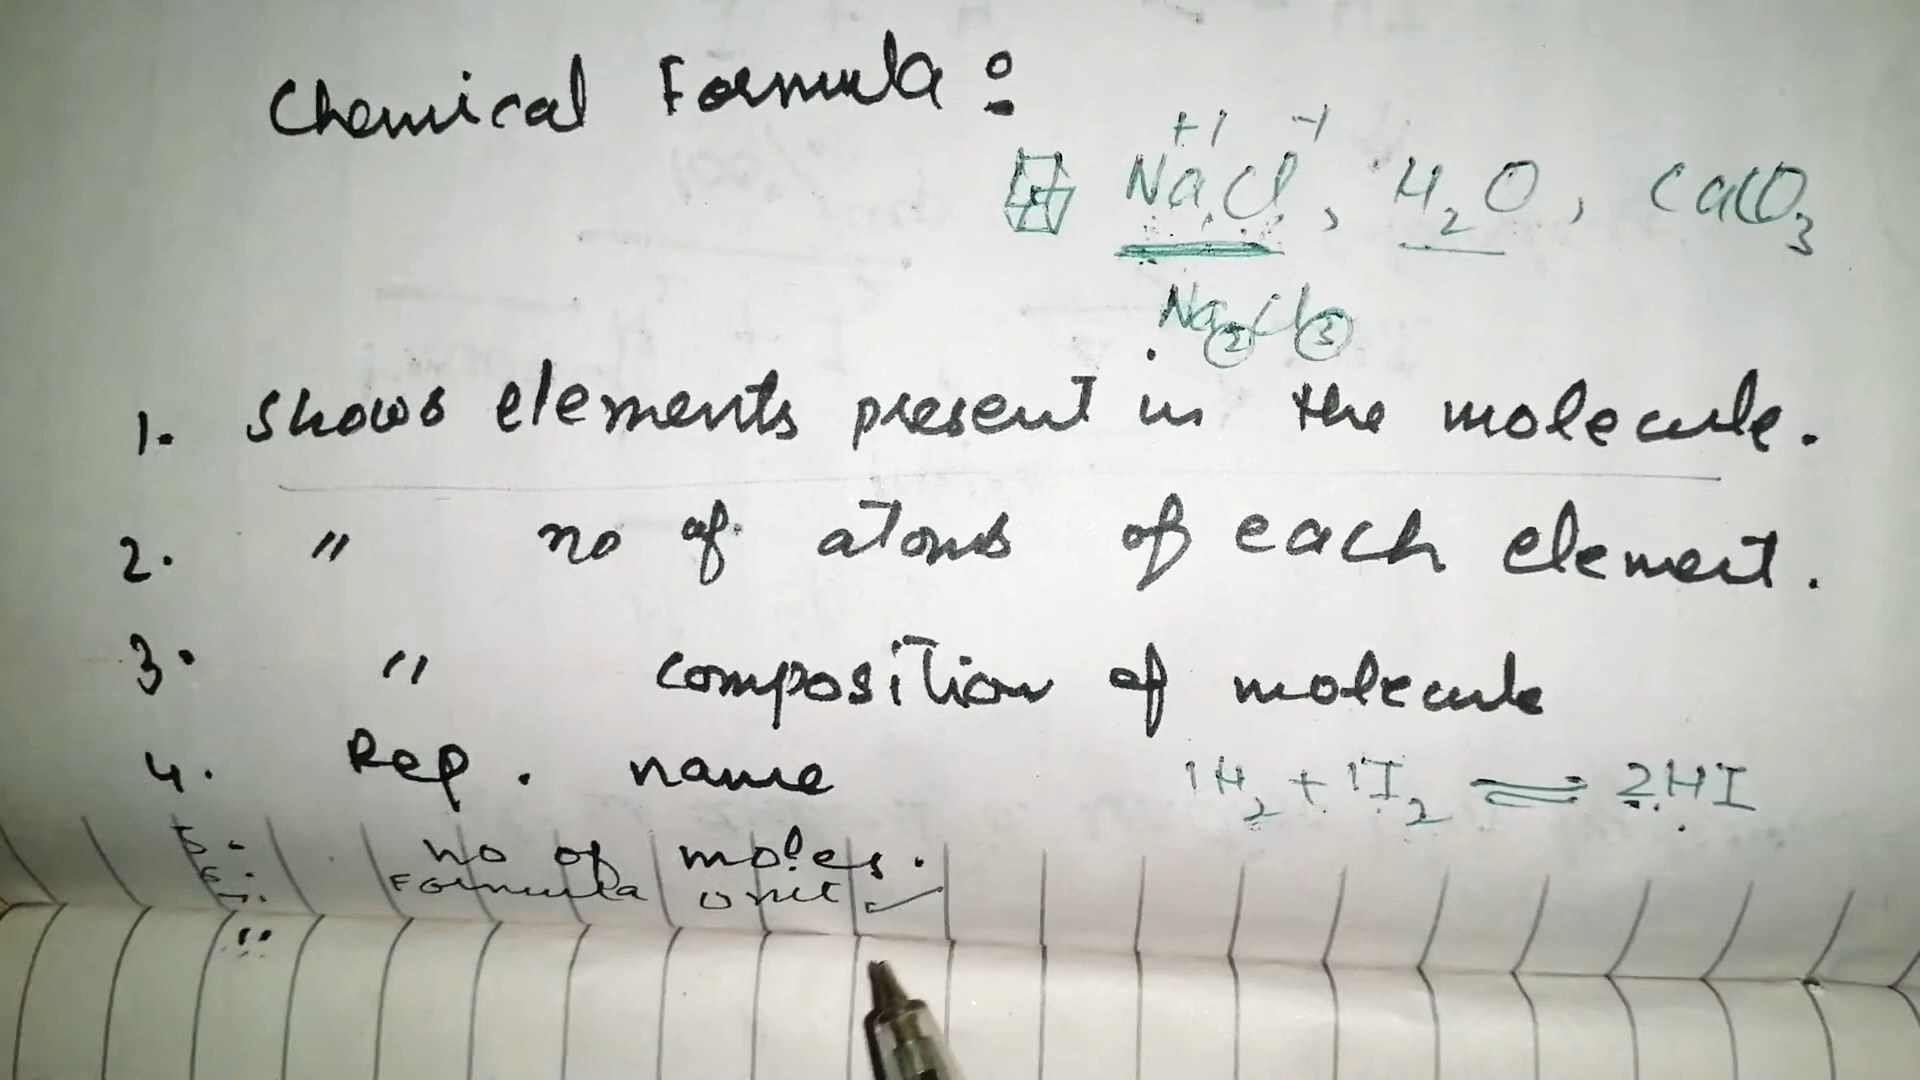 Chemical Formula :
+1 -1
NaCl, H₂O, CaCO₃
Na₂Cl₃
1. Shows elements present in the molecule.
2. " no of atoms of each element.
3. " composition of molecule
4. Rep. name
1H₂ + 1I₂ ⇌ 2HI
5. no of moles.
6. Formula unit ✓
7.